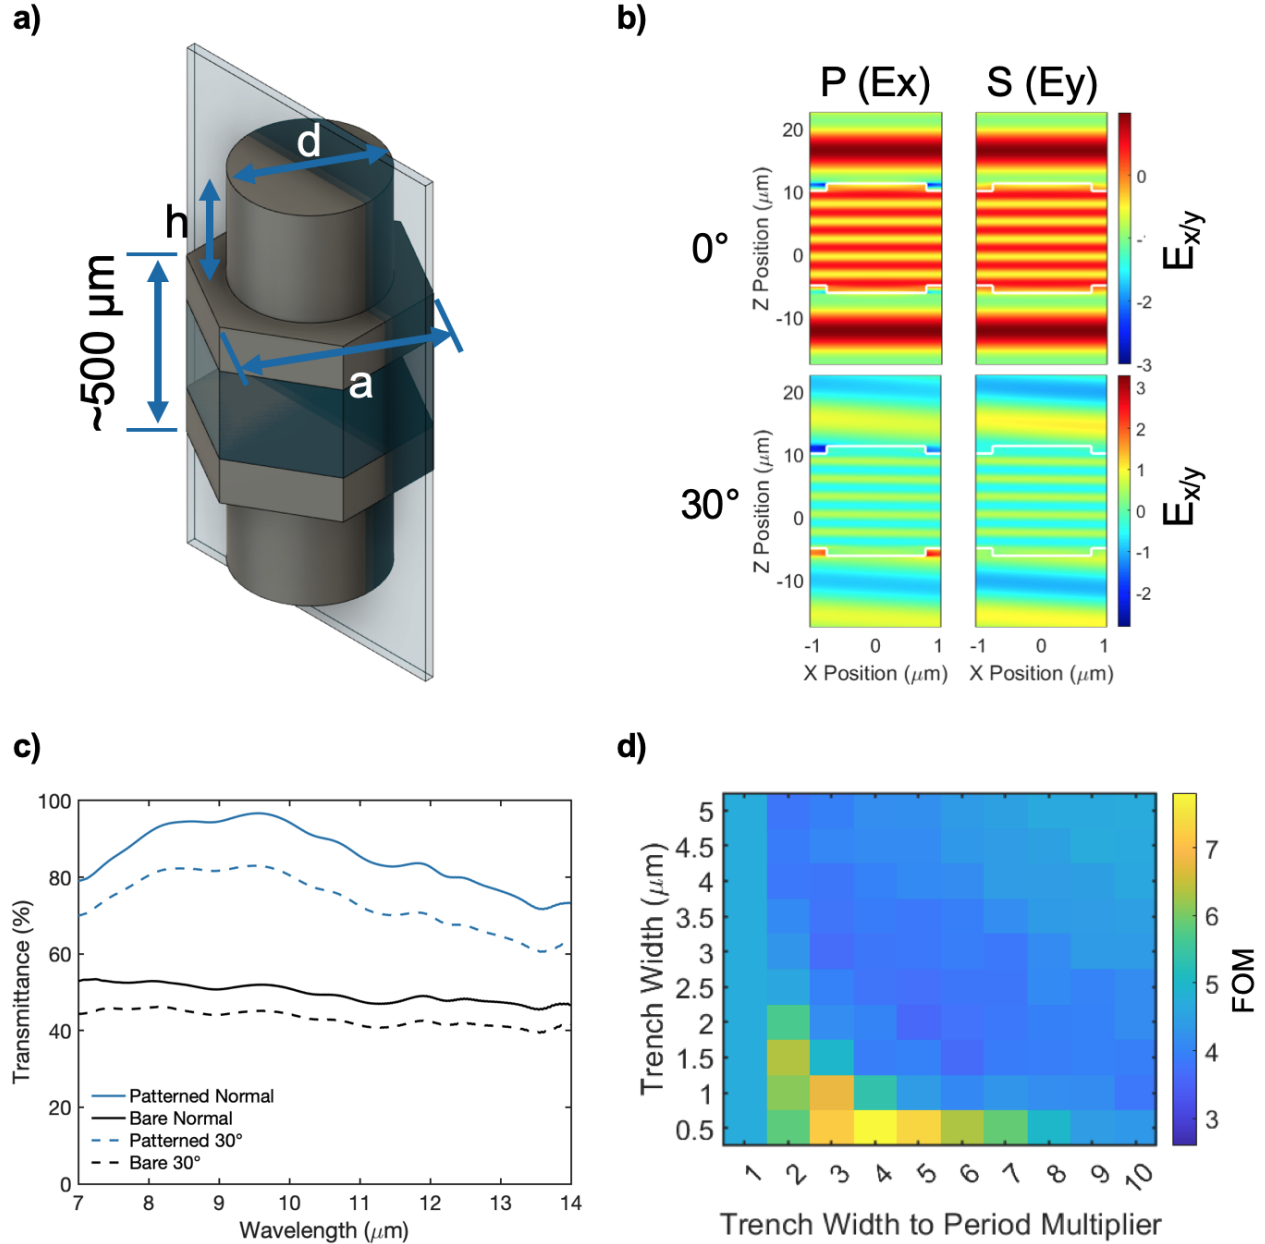 a)
d
h
~500 μm
a
b)
P (Ex)
S (Ey)
0°
Z Position (μm)
20
10
0
-10
0
-1
-2
-3
Ex/y
30°
Z Position (μm)
20
10
0
-10
3
2
1
0
-1
-2
Ex/y
-1
0
1
-1
0
1
X Position (μm)
X Position (μm)
c)
Transmittance (%)
100
80
60
40
20
0
Patterned Normal
Bare Normal
Patterned 30°
Bare 30°
7
8
9
10
11
12
13
14
Wavelength (μm)
d)
Trench Width (μm)
5
4.5
4
3.5
3
2.5
2
1.5
1
0.5
1
2
3
4
5
6
7
8
9
10
Trench Width to Period Multiplier
7
6
5
4
3
FOM